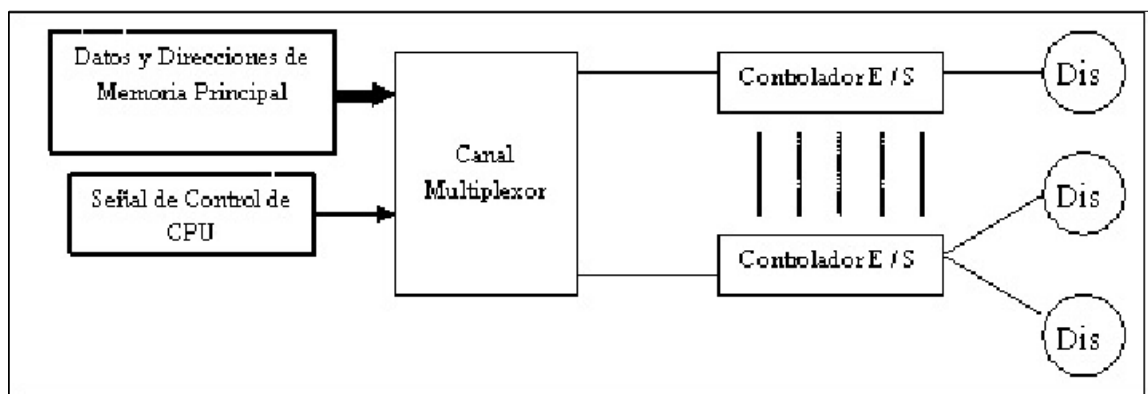 Datos y Direcciones de
Memoria Principal
Señal de Control de
CPU
Canal
Multiplexor
Controlador E / S
Controlador E / S
Dis
Dis
Dis